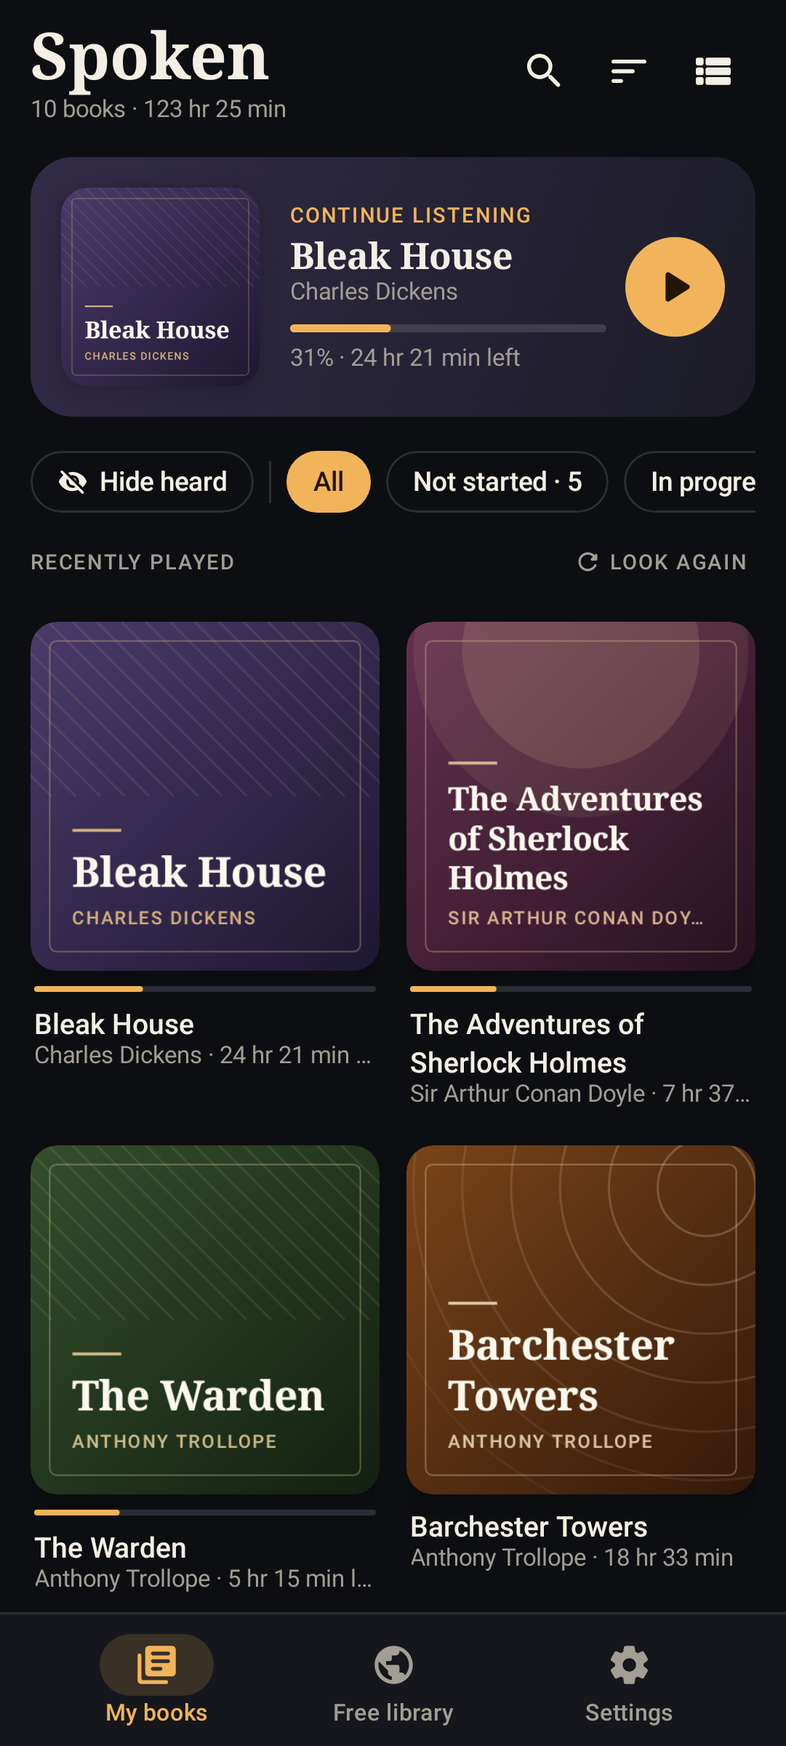 Spoken
10 books · 123 hr 25 min
CONTINUE LISTENING
Bleak House
Charles Dickens
31% · 24 hr 21 min left
Bleak House
CHARLES DICKENS
Hide heard
All
Not started · 5
In progre
RECENTLY PLAYED
LOOK AGAIN
Bleak House
CHARLES DICKENS
The Adventures
of Sherlock
Holmes
SIR ARTHUR CONAN DOY...
Bleak House
Charles Dickens · 24 hr 21 min ...
The Adventures of
Sherlock Holmes
Sir Arthur Conan Doyle · 7 hr 37...
The Warden
ANTHONY TROLLOPE
Barchester
Towers
ANTHONY TROLLOPE
The Warden
Anthony Trollope · 5 hr 15 min l...
Barchester Towers
Anthony Trollope · 18 hr 33 min
My books
Free library
Settings